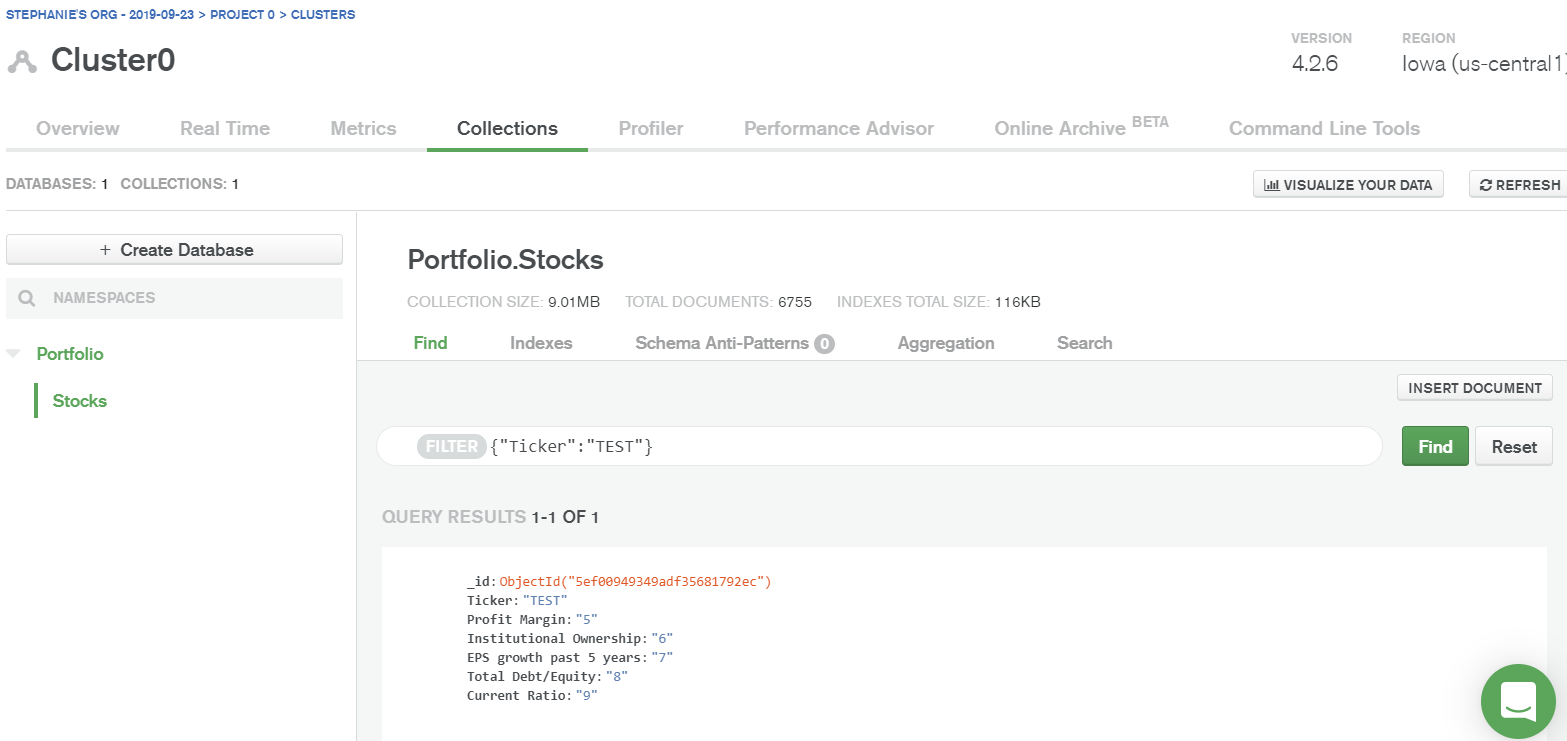 STEPHANIE'S ORG - 2019-09-23 > PROJECT 0 > CLUSTERS
Cluster0
VERSION
4.2.6
REGION
Iowa (us-central1)
Overview
Real Time
Metrics
Collections
Profiler
Performance Advisor
Online Archive BETA
Command Line Tools
DATABASES: 1 COLLECTIONS: 1
VISUALIZE YOUR DATA
REFRESH
+ Create Database
NAMESPACES
Portfolio
Stocks
Portfolio.Stocks
COLLECTION SIZE: 9.01MB TOTAL DOCUMENTS: 6755 INDEXES TOTAL SIZE: 116KB
Find
Indexes
Schema Anti-Patterns 0
Aggregation
Search
INSERT DOCUMENT
FILTER {"Ticker":"TEST"}
Find
Reset
QUERY RESULTS 1-1 OF 1
_id: ObjectId("5ef00949349adf35681792ec")
Ticker: "TEST"
Profit Margin: "5"
Institutional Ownership: "6"
EPS growth past 5 years: "7"
Total Debt/Equity: "8"
Current Ratio: "9"